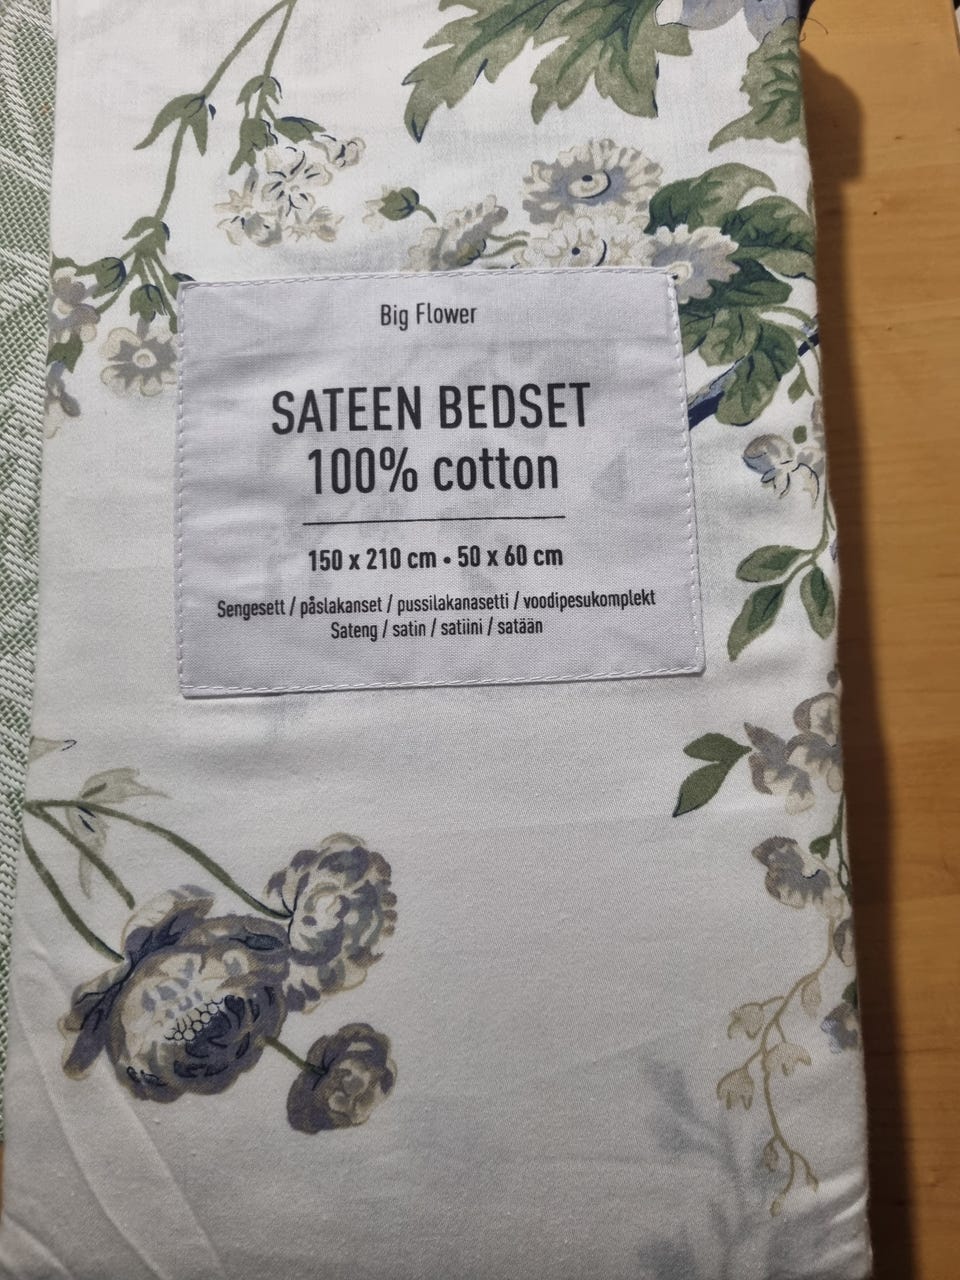 Big Flower
SATEEN BEDSET
100% cotton
150 x 210 cm • 50 x 60 cm
Sengesett / påslakanset / pussilakanasetti / voodipesukomplekt
Sateng / satin / satiini / satään